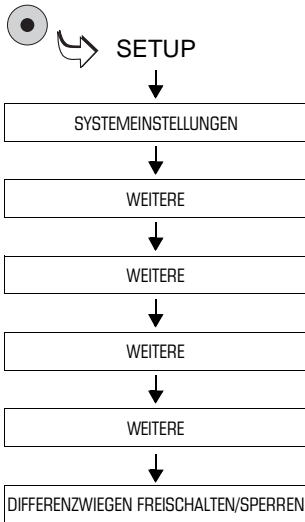 SETUP
SYSTEMEINSTELLUNGEN
WEITERE
WEITERE
WEITERE
WEITERE
DIFFERENZWIEGEN FREISCHALTEN/SPERREN